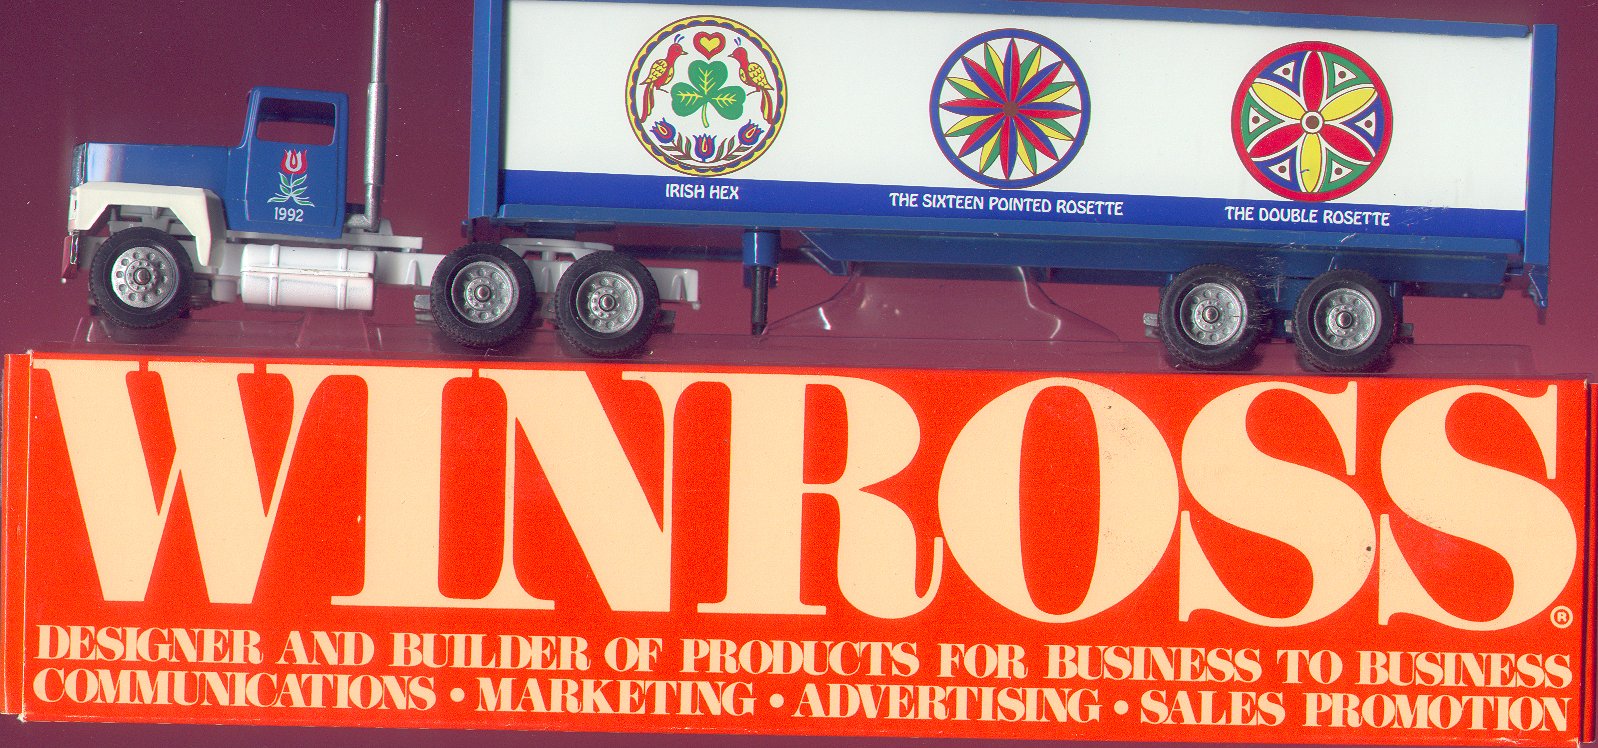 IRISH HEX
THE SIXTEEN POINTED ROSETTE
THE DOUBLE ROSETTE
1992
WINROSS®
DESIGNER AND BUILDER OF PRODUCTS FOR BUSINESS TO BUSINESS
COMMUNICATIONS • MARKETING • ADVERTISING • SALES PROMOTION